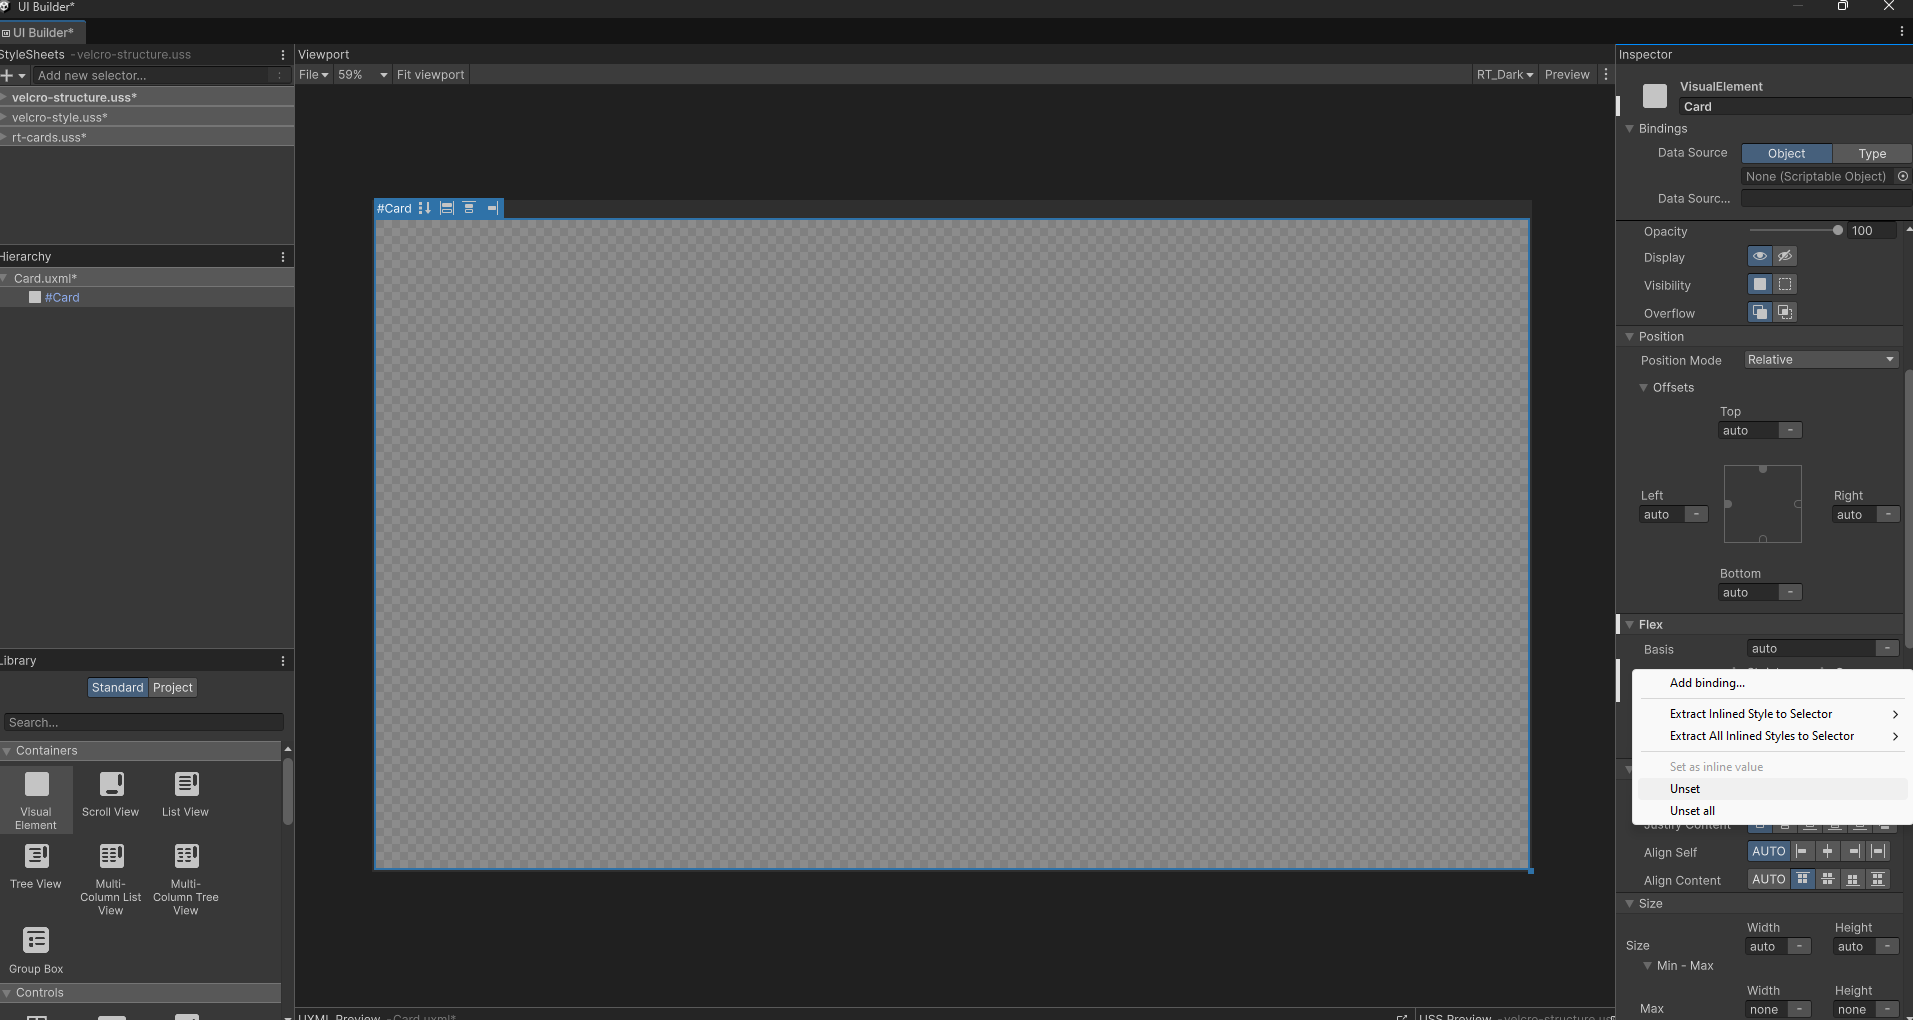 UI Builder*
UI Builder*
StyleSheets - velcro-structure.uss
Add new selector...
velcro-structure.uss*
velcro-style.uss*
rt-cards.uss*
Hierarchy
Card.uxml*
#Card
Library
Standard Project
Search...
Containers
Visual Element
Scroll View
List View
Tree View
Multi-Column List View
Multi-Column Tree View
Group Box
Controls
Viewport
File 59% Fit viewport
RT_Dark Preview
#Card
UXML Preview - Card.uxml*
USS Preview - velcro-structure.us
Inspector
VisualElement
Card
Bindings
Data Source Object Type
None (Scriptable Object)
Data Sourc...
Opacity 100
Display
Visibility
Overflow
Position
Position Mode Relative
Offsets
Top
auto -
Left Right
auto - auto -
Bottom
auto -
Flex
Basis auto -
Add binding...
Extract Inlined Style to Selector
Extract All Inlined Styles to Selector
Set as inline value
Unset
Unset all
Justify Content
Align Self AUTO
Align Content AUTO
Size
Width Height
Size auto - auto -
Min - Max
Width Height
Max none - none -